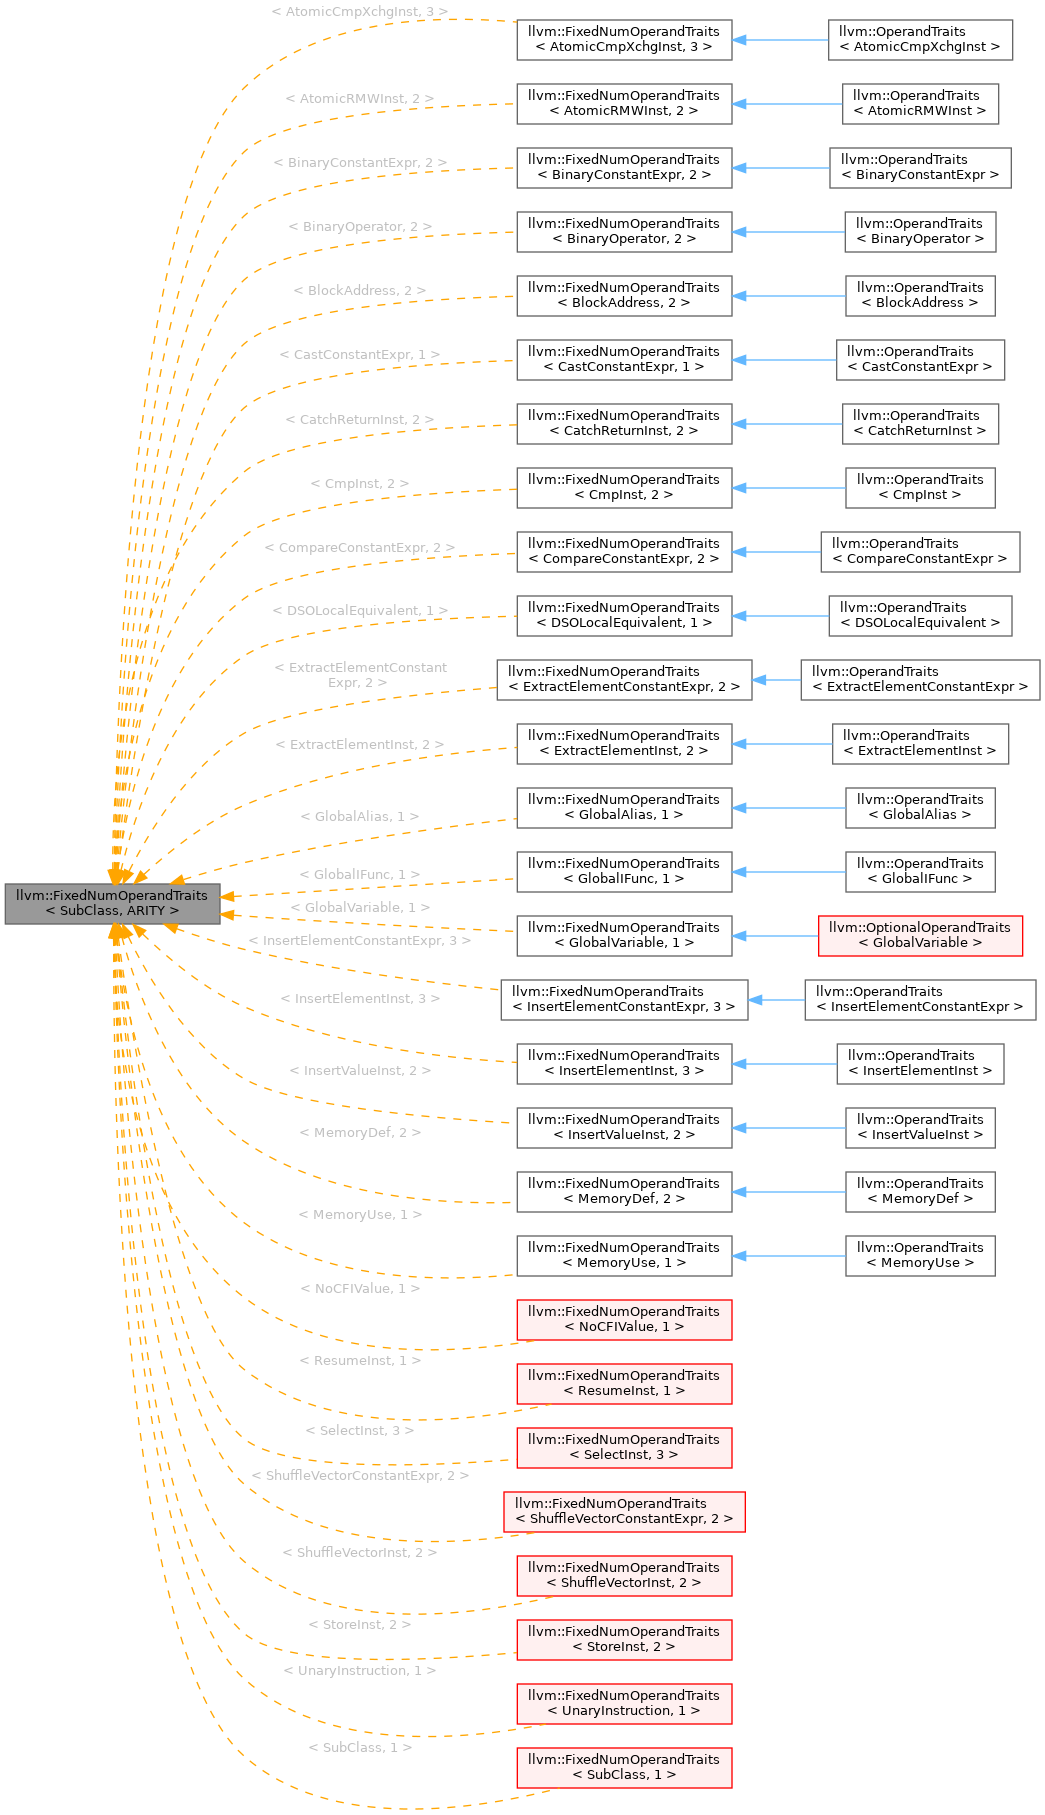 < AtomicCmpXchgInst, 3 >
llvm::FixedNumOperandTraits
< AtomicCmpXchgInst, 3 >
llvm::OperandTraits
< AtomicCmpXchgInst >
< AtomicRMWInst, 2 >
llvm::FixedNumOperandTraits
< AtomicRMWInst, 2 >
llvm::OperandTraits
< AtomicRMWInst >
< BinaryConstantExpr, 2 >
llvm::FixedNumOperandTraits
< BinaryConstantExpr, 2 >
llvm::OperandTraits
< BinaryConstantExpr >
< BinaryOperator, 2 >
llvm::FixedNumOperandTraits
< BinaryOperator, 2 >
llvm::OperandTraits
< BinaryOperator >
< BlockAddress, 2 >
llvm::FixedNumOperandTraits
< BlockAddress, 2 >
llvm::OperandTraits
< BlockAddress >
< CastConstantExpr, 1 >
llvm::FixedNumOperandTraits
< CastConstantExpr, 1 >
llvm::OperandTraits
< CastConstantExpr >
< CatchReturnInst, 2 >
llvm::FixedNumOperandTraits
< CatchReturnInst, 2 >
llvm::OperandTraits
< CatchReturnInst >
< CmpInst, 2 >
llvm::FixedNumOperandTraits
< CmpInst, 2 >
llvm::OperandTraits
< CmpInst >
< CompareConstantExpr, 2 >
llvm::FixedNumOperandTraits
< CompareConstantExpr, 2 >
llvm::OperandTraits
< CompareConstantExpr >
< DSOLocalEquivalent, 1 >
llvm::FixedNumOperandTraits
< DSOLocalEquivalent, 1 >
llvm::OperandTraits
< DSOLocalEquivalent >
< ExtractElementConstant
Expr, 2 >
llvm::FixedNumOperandTraits
< ExtractElementConstantExpr, 2 >
llvm::OperandTraits
< ExtractElementConstantExpr >
< ExtractElementInst, 2 >
llvm::FixedNumOperandTraits
< ExtractElementInst, 2 >
llvm::OperandTraits
< ExtractElementInst >
< GlobalAlias, 1 >
llvm::FixedNumOperandTraits
< GlobalAlias, 1 >
llvm::OperandTraits
< GlobalAlias >
< GlobalIFunc, 1 >
llvm::FixedNumOperandTraits
< GlobalIFunc, 1 >
llvm::OperandTraits
< GlobalIFunc >
llvm::FixedNumOperandTraits
< SubClass, ARITY >
< GlobalVariable, 1 >
llvm::FixedNumOperandTraits
< GlobalVariable, 1 >
llvm::OptionalOperandTraits
< GlobalVariable >
< InsertElementConstantExpr, 3 >
llvm::FixedNumOperandTraits
< InsertElementConstantExpr, 3 >
llvm::OperandTraits
< InsertElementConstantExpr >
< InsertElementInst, 3 >
llvm::FixedNumOperandTraits
< InsertElementInst, 3 >
llvm::OperandTraits
< InsertElementInst >
< InsertValueInst, 2 >
llvm::FixedNumOperandTraits
< InsertValueInst, 2 >
llvm::OperandTraits
< InsertValueInst >
< MemoryDef, 2 >
llvm::FixedNumOperandTraits
< MemoryDef, 2 >
llvm::OperandTraits
< MemoryDef >
< MemoryUse, 1 >
llvm::FixedNumOperandTraits
< MemoryUse, 1 >
llvm::OperandTraits
< MemoryUse >
< NoCFIValue, 1 >
llvm::FixedNumOperandTraits
< NoCFIValue, 1 >
< ResumeInst, 1 >
llvm::FixedNumOperandTraits
< ResumeInst, 1 >
< SelectInst, 3 >
llvm::FixedNumOperandTraits
< SelectInst, 3 >
< ShuffleVectorConstantExpr, 2 >
llvm::FixedNumOperandTraits
< ShuffleVectorConstantExpr, 2 >
< ShuffleVectorInst, 2 >
llvm::FixedNumOperandTraits
< ShuffleVectorInst, 2 >
< StoreInst, 2 >
llvm::FixedNumOperandTraits
< StoreInst, 2 >
< UnaryInstruction, 1 >
llvm::FixedNumOperandTraits
< UnaryInstruction, 1 >
< SubClass, 1 >
llvm::FixedNumOperandTraits
< SubClass, 1 >